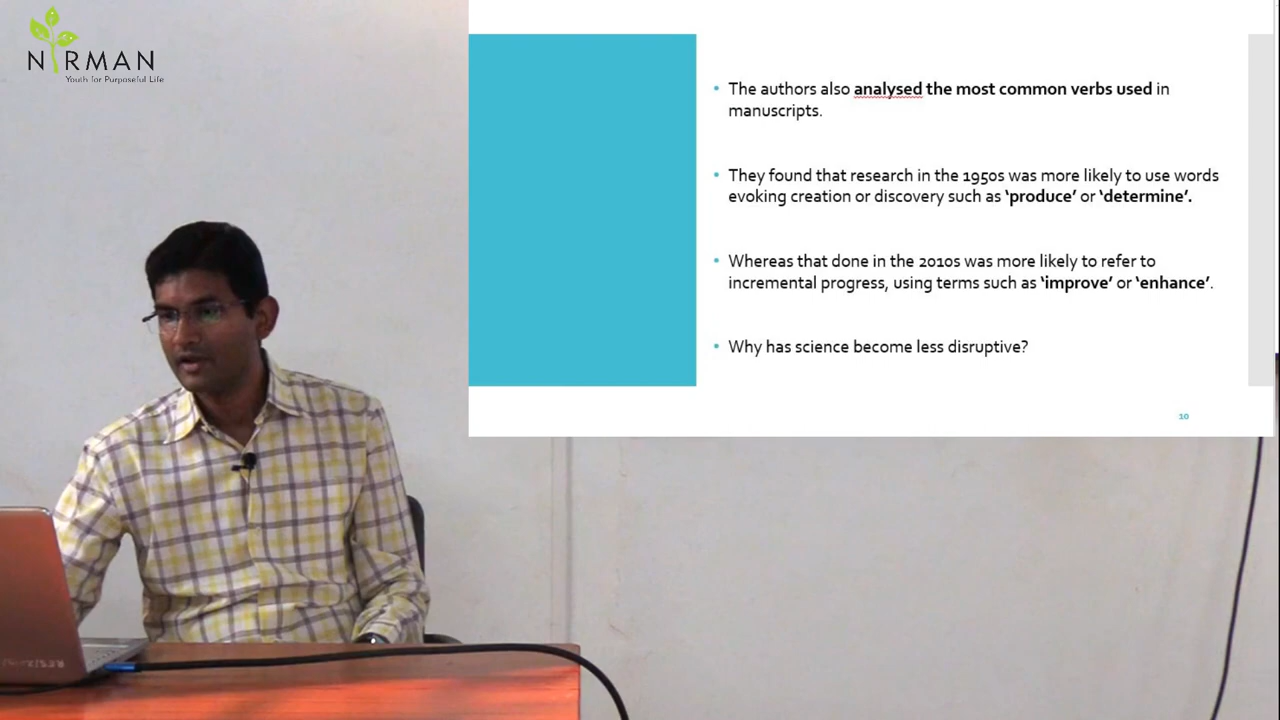 NIRMAN
Youth for Purposeful Life
• The authors also analysed the most common verbs used in
manuscripts.
• They found that research in the 1950s was more likely to use words
evoking creation or discovery such as ‘produce’ or ‘determine’.
• Whereas that done in the 2010s was more likely to refer to
incremental progress, using terms such as ‘improve’ or ‘enhance’.
• Why has science become less disruptive?
10